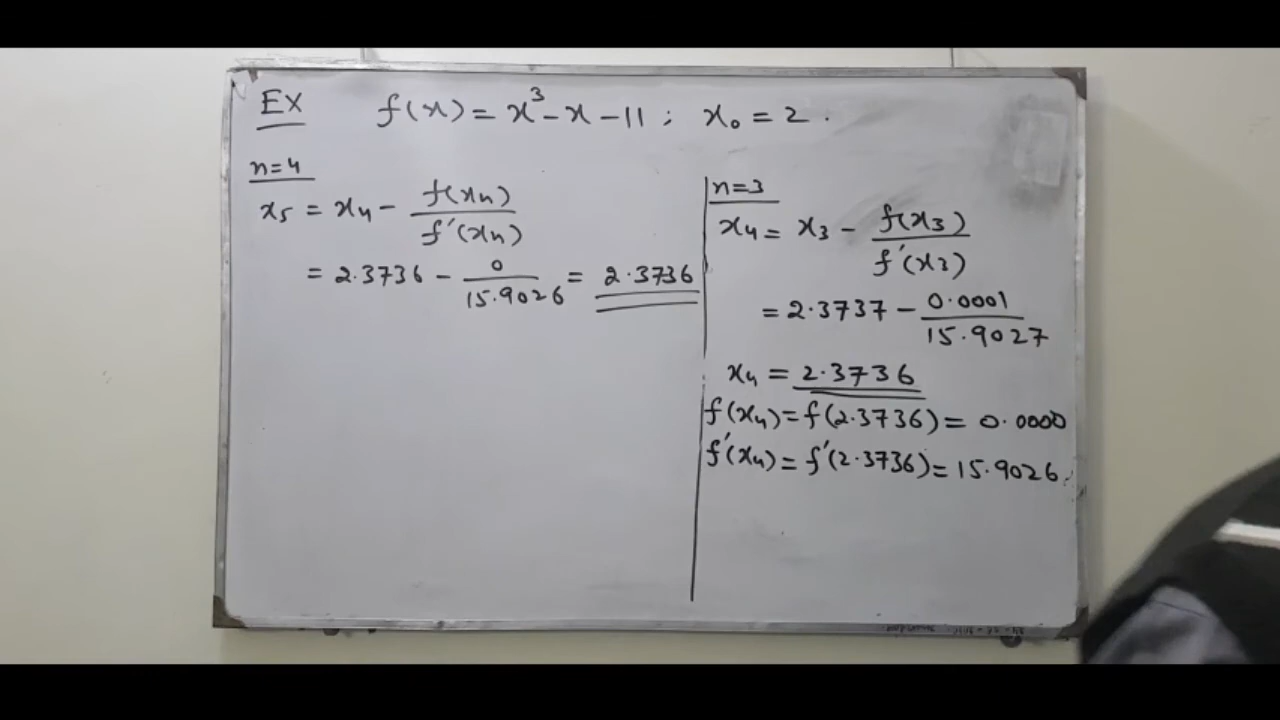 EX f(x) = x³ - x - 11 ; x₀ = 2 .
n=4
x₅ = x₄ - f(x₄) / f'(x₄)
= 2.3736 - 0 / 15.9026 = 2.3736
n=3
x₄ = x₃ - f(x₃) / f'(x₃)
= 2.3737 - 0.0001 / 15.9027
x₄ = 2.3736
f(x₄) = f(2.3736) = 0.0000
f'(x₄) = f'(2.3736) = 15.9026